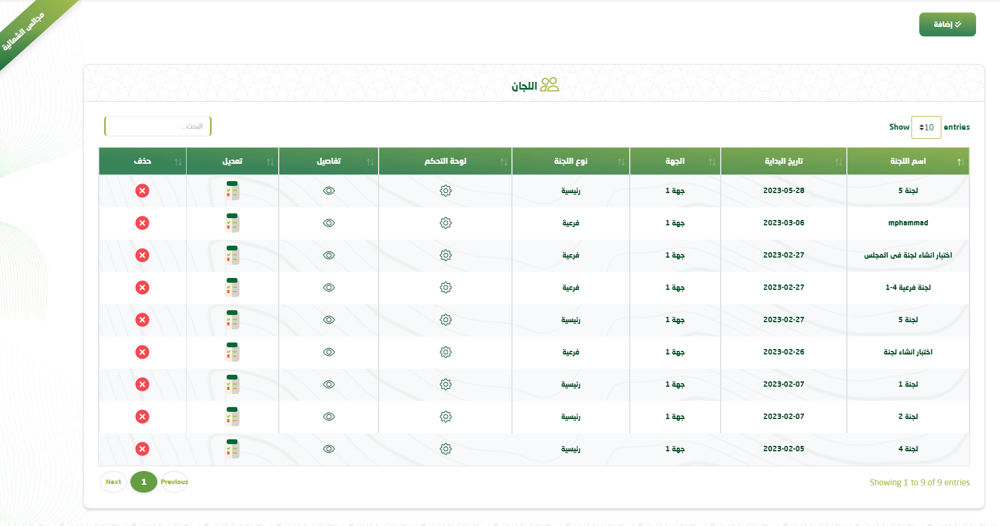 مجالس الشمالية
إضافة
اللجان
Show 10 entries
البحث...
اسم اللجنة تاريخ البداية الجهة نوع اللجنة لوحة التحكم تفاصيل تعديل حذف
لجنة 5 2023-05-28 جهة 1 رئيسية
mphammad 2023-03-06 جهة 1 فرعية
اختبار انشاء لجنة في المجلس 2023-02-27 جهة 1 فرعية
لجنة فرعية 4-1 2023-02-27 جهة 1 فرعية
لجنة 5 2023-02-27 جهة 1 رئيسية
اختبار انشاء لجنة 2023-02-26 جهة 1 فرعية
لجنة 1 2023-02-07 جهة 1 رئيسية
لجنة 2 2023-02-07 جهة 1 رئيسية
لجنة 4 2023-02-05 جهة 1 رئيسية
Showing 1 to 9 of 9 entries
Previous 1 Next